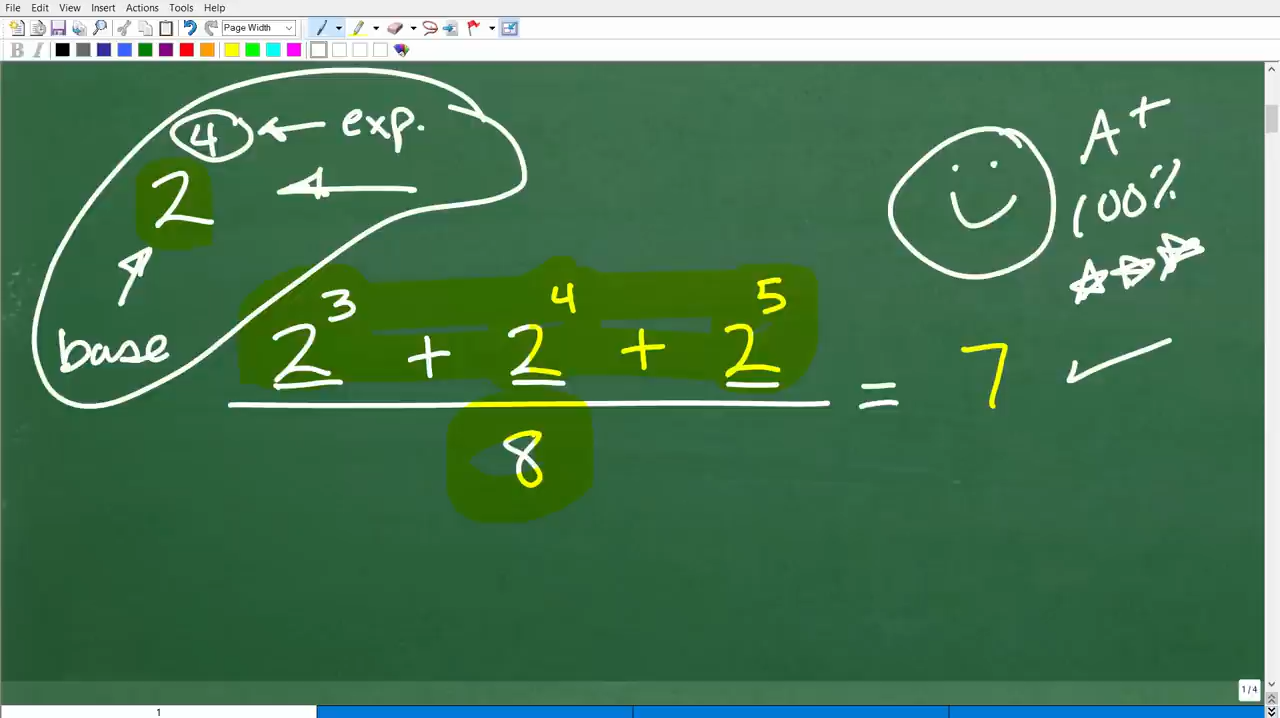 File Edit View Insert Actions Tools Help
Page Width
B I
4 ← exp.
2
base
A+
100%
2³ + 2⁴ + 2⁵
8
= 7 ✓
1/4
1